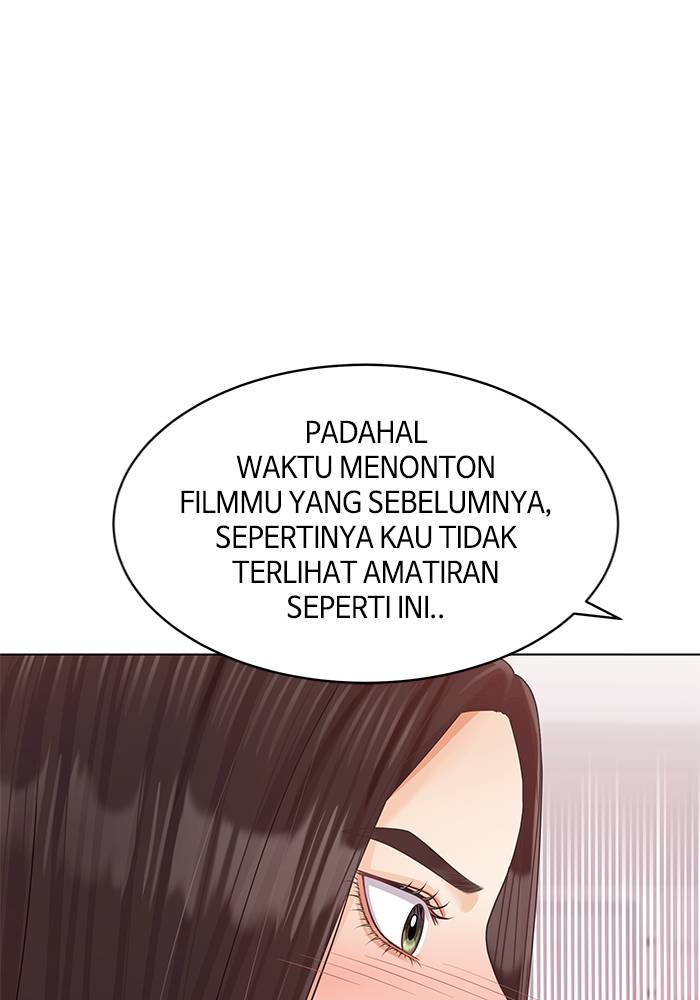 PADAHAL
WAKTU MENONTON
FILMMU YANG SEBELUMNYA,
SEPERTINYA KAU TIDAK
TERLIHAT AMATIRAN
SEPERTI INI..